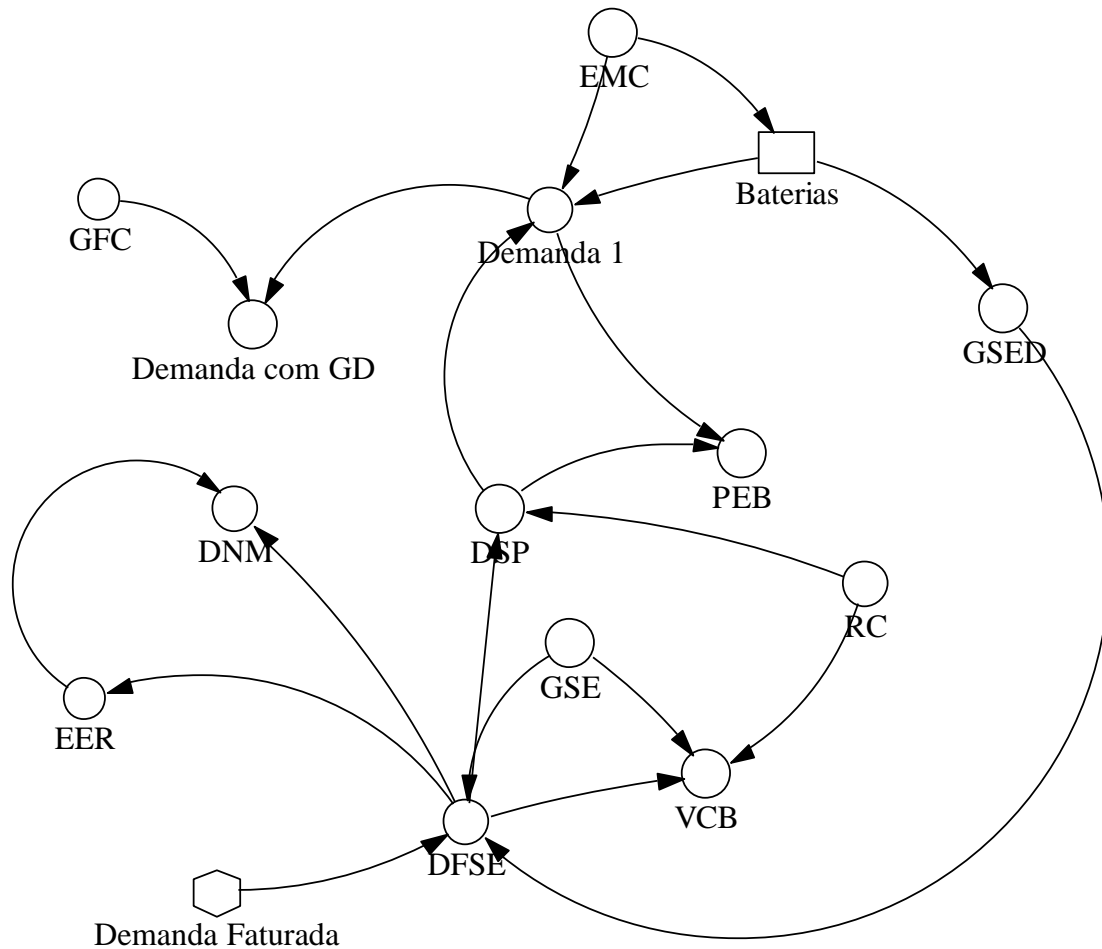 EMC
Baterias
GFC
Demanda 1
GSED
Demanda com GD
PEB
DNM
DSP
RC
GSE
EER
VCB
DFSE
Demanda Faturada